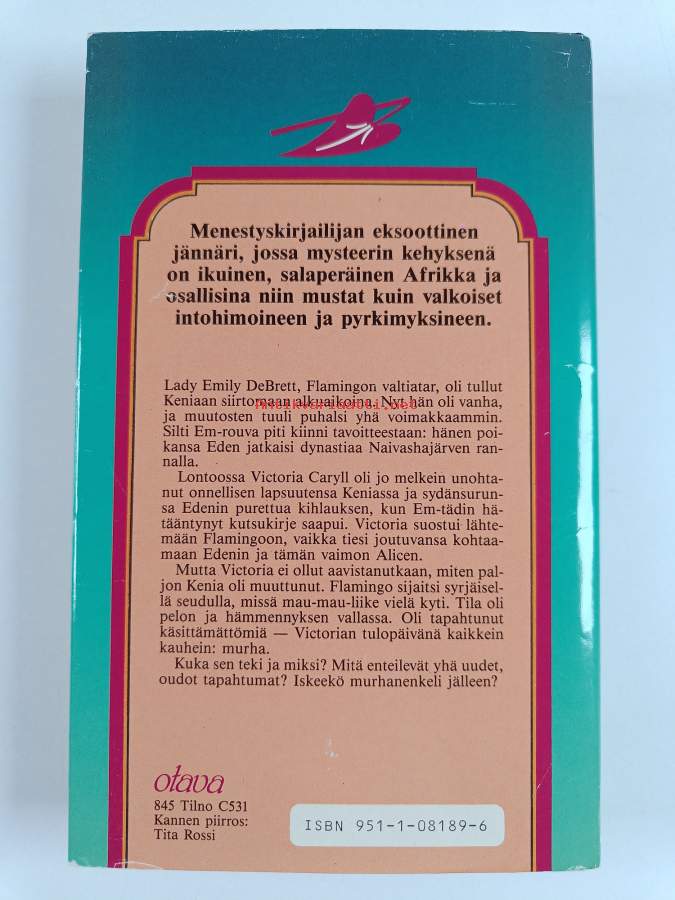 Menestyskirjailijan eksoottinen
jännäri, jossa mysteerin kehyksenä
on ikuinen, salaperäinen Afrikka ja
osallisina niin mustat kuin valkoiset
intohimoineen ja pyrkimyksineen.
Lady Emily DeBrett, Flamingon valtiatar, oli tullut
Keniaan siirtomaan alkuaikoina. Nyt hän oli vanha,
ja muutosten tuuli puhalsi yhä voimakkaammin.
Silti Em-rouva piti kiinni tavoitteestaan: hänen poi-
kansa Eden jatkaisi dynastiaa Naivashajärven ran-
nalla.
Lontoossa Victoria Caryll oli jo melkein unohta-
nut onnellisen lapsuutensa Keniassa ja sydänsurun-
sa Edenin purettua kihlauksen, kun Em-tädin hä-
tääntynyt kutsukirje saapui. Victoria suostui lähte-
mään Flamingoon, vaikka tiesi joutuvansa kohtaa-
maan Edenin ja tämän vaimon Alicen.
Mutta Victoria ei ollut aavistanutkaan, miten pal-
jon Kenia oli muuttunut. Flamingo sijaitsi syrjäisel-
lä seudulla, missä mau-mau-liike vielä kyti. Tila oli
pelon ja hämmennyksen vallassa. Oli tapahtunut
käsittämättömiä — Victorian tulopäivänä kaikkein
kauhein: murha.
Kuka sen teki ja miksi? Mitä enteilevät yhä uudet,
oudot tapahtumat? Iskeekö murhanenkeli jälleen?
otava
845 Tilno C531
Kannen piirros:
Tita Rossi
ISBN 951-1-08189-6